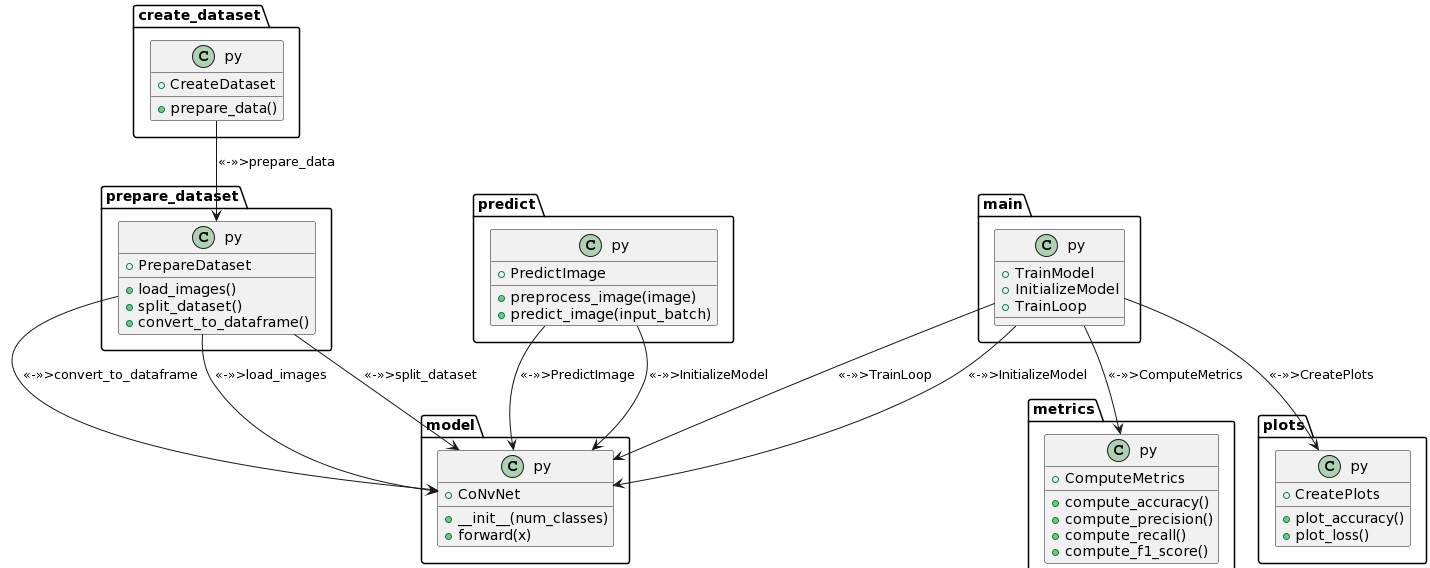 create_dataset
C py
CreateDataset
prepare_data()
«-»>prepare_data
prepare_dataset
C py
PrepareDataset
load_images()
split_dataset()
convert_to_dataframe()
predict
C py
PredictImage
preprocess_image(image)
predict_image(input_batch)
main
C py
TrainModel
InitializeModel
TrainLoop
«-»>convert_to_dataframe
«-»>load_images
«-»>split_dataset
«-»>PredictImage
«-»>InitializeModel
«-»>TrainLoop
«-»>InitializeModel
«-»>ComputeMetrics
«-»>CreatePlots
model
C py
CoNvNet
__init__(num_classes)
forward(x)
metrics
C py
ComputeMetrics
compute_accuracy()
compute_precision()
compute_recall()
compute_f1_score()
plots
C py
CreatePlots
plot_accuracy()
plot_loss()